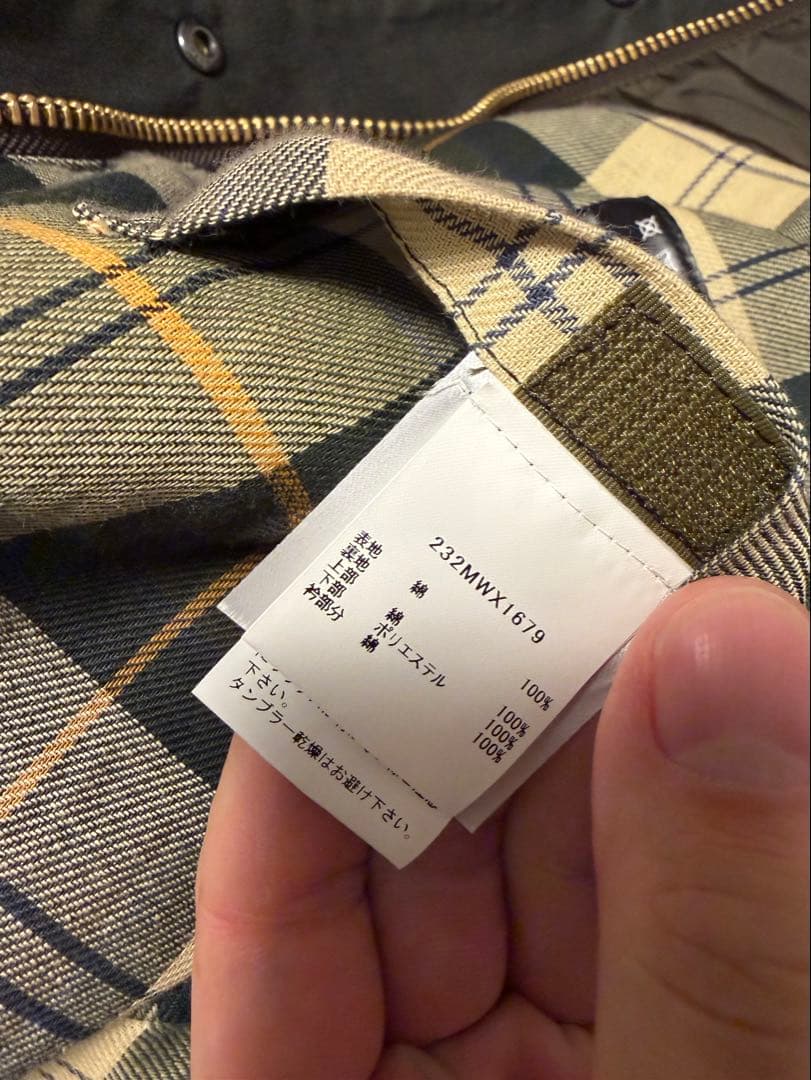 232MWX1679
表地 綿 100%
裏地
上部 綿 100%
下部 ポリエステル 100%
衿部分 綿 100%
下さい。
タンブラー乾燥はお避け下さい。